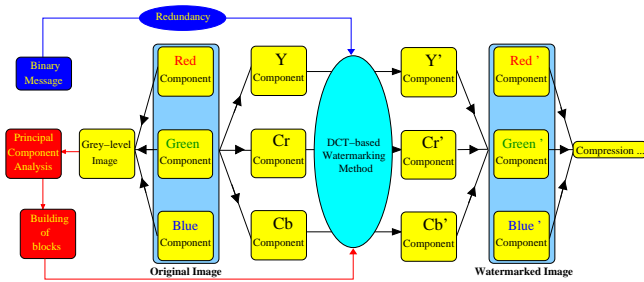 Redundancy
Binary
Message
Red
Component
Y
Component
Y'
Component
Red '
Component
Principal
Component
Analysis
Grey-level
Image
Green
Component
Cr
Component
DCT-based
Watermarking
Method
Cr'
Component
Green '
Component
Compression ...
Building
of
blocks
Blue
Component
Cb
Component
Cb'
Component
Blue '
Component
Original Image
Watermarked Image